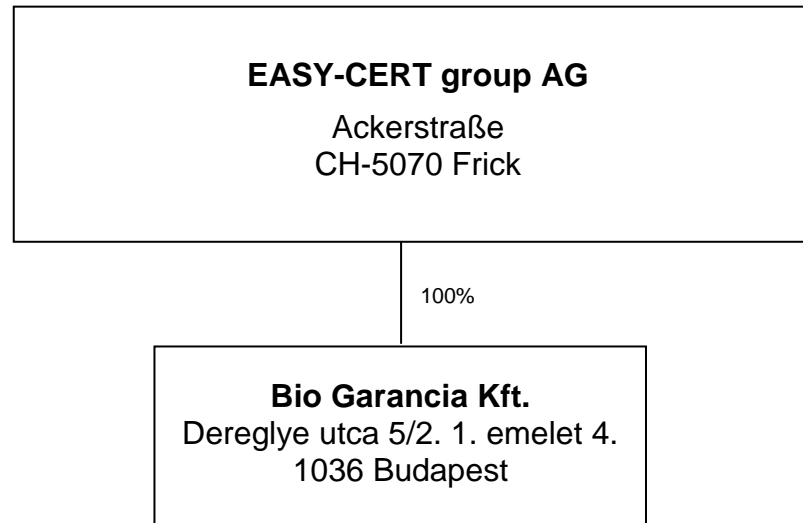 EASY-CERT group AG
Ackerstraße
CH-5070 Frick
100%
Bio Garancia Kft.
Dereglye utca 5/2. 1. emelet 4.
1036 Budapest